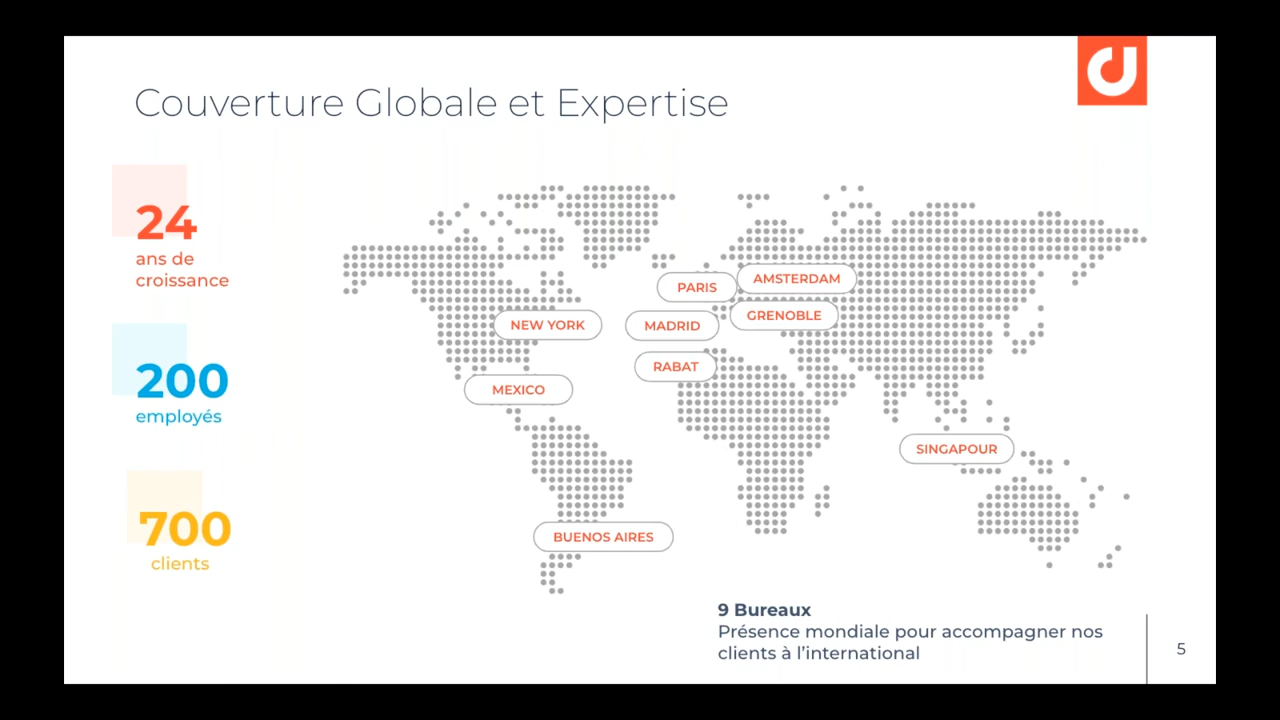 Couverture Globale et Expertise
24
ans de
croissance
200
employés
700
clients
PARIS
AMSTERDAM
NEW YORK
MADRID
GRENOBLE
RABAT
MEXICO
SINGAPOUR
BUENOS AIRES
9 Bureaux
Présence mondiale pour accompagner nos
clients à l’international
5